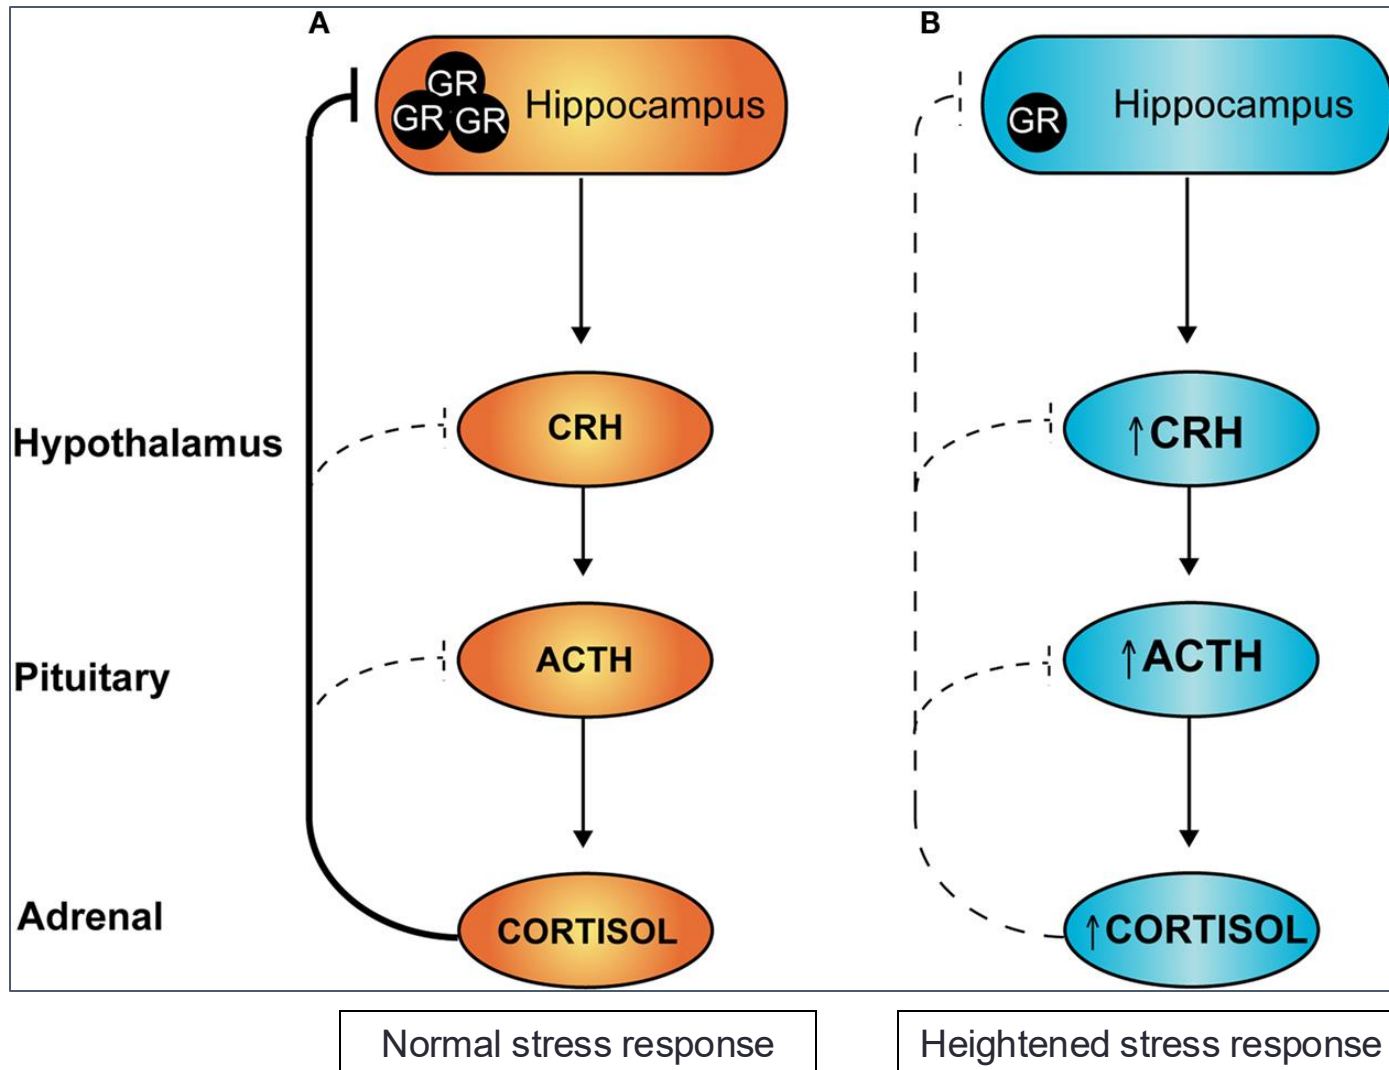 A
B
GR
GR GR
Hippocampus
GR
Hippocampus
Hypothalamus
CRH
↑CRH
Pituitary
ACTH
↑ACTH
Adrenal
CORTISOL
↑CORTISOL
Normal stress response
Heightened stress response